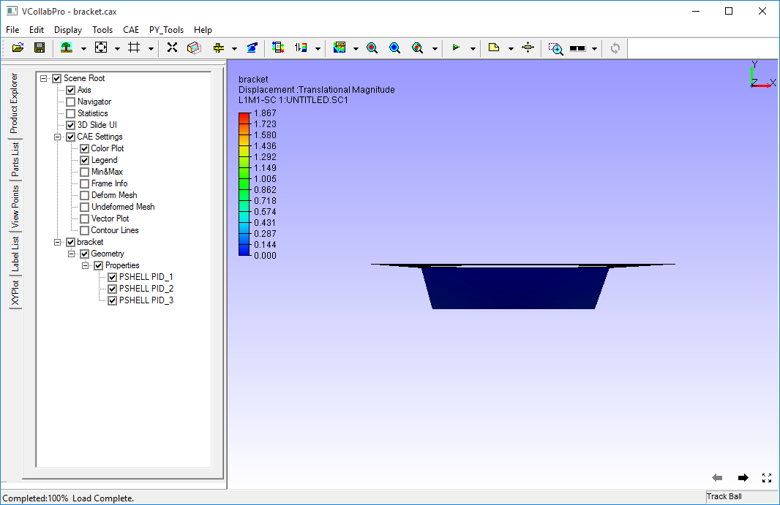 VCollabPro - bracket.cax
File Edit Display Tools CAE PY_Tools Help
Product Explorer
Parts List
View Points
Label List
XYPlot
Scene Root
Axis
Navigator
Statistics
3D Slide UI
CAE Settings
Color Plot
Legend
Min&Max
Frame Info
Deform Mesh
Undeformed Mesh
Vector Plot
Contour Lines
bracket
Geometry
Properties
PSHELL PID_1
PSHELL PID_2
PSHELL PID_3
bracket
Displacement :Translational Magnitude
L1M1-SC 1:UNTITLED.SC1
1.867
1.723
1.580
1.436
1.292
1.149
1.005
0.862
0.718
0.574
0.431
0.287
0.144
0.000
Y
Z X
Completed:100% Load Complete.
Track Ball